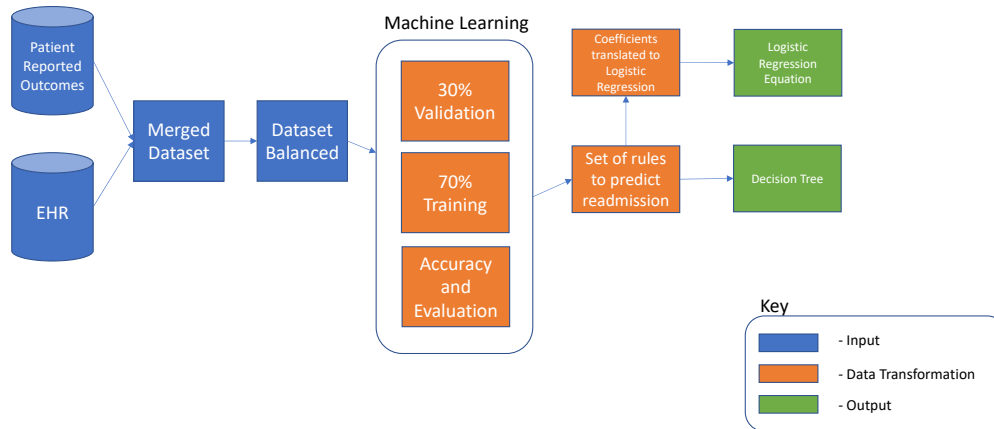 Patient
Reported
Outcomes
EHR
Merged
Dataset
Dataset
Balanced
Machine Learning
30%
Validation
70%
Training
Accuracy
and
Evaluation
Coefficients
translated to
Logistic
Regression
Logistic
Regression
Equation
Set of rules
to predict
readmission
Decision Tree
Key
- Input
- Data Transformation
- Output